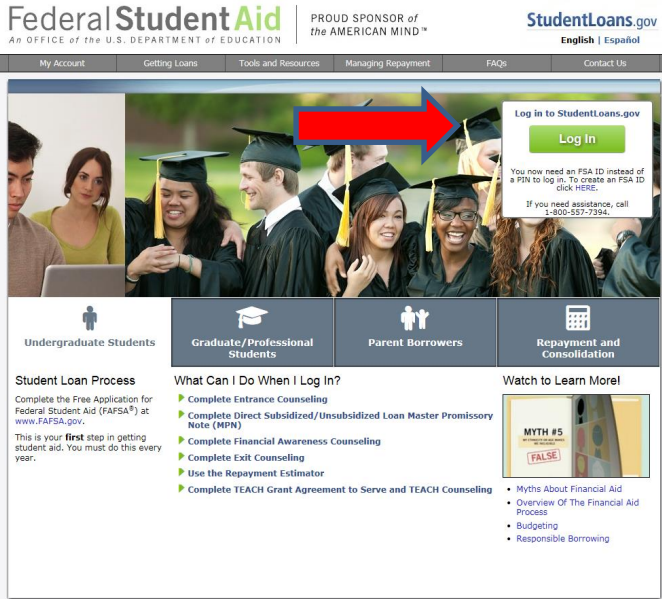 Federal Student Aid
An OFFICE of the U.S. DEPARTMENT of EDUCATION
PROUD SPONSOR of
the AMERICAN MIND™
StudentLoans.gov
English | Español
My Account
Getting Loans
Tools and Resources
Managing Repayment
FAQs
Contact Us
Log in to StudentLoans.gov
Log In
You now need an FSA ID instead of
a PIN to log in. To create an FSA ID
click HERE.
If you need assistance, call
1-800-557-7394.
Undergraduate Students
Graduate/Professional
Students
Parent Borrowers
Repayment and
Consolidation
Student Loan Process
Complete the Free Application for
Federal Student Aid (FAFSA®) at
www.FAFSA.gov.
This is your first step in getting
student aid. You must do this every
year.
What Can I Do When I Log In?
Complete Entrance Counseling
Complete Direct Subsidized/Unsubsidized Loan Master Promissory
Note (MPN)
Complete Financial Awareness Counseling
Complete Exit Counseling
Use the Repayment Estimator
Complete TEACH Grant Agreement to Serve and TEACH Counseling
Watch to Learn More!
MYTH #5
FALSE
• Myths About Financial Aid
• Overview Of The Financial Aid
Process
• Budgeting
• Responsible Borrowing